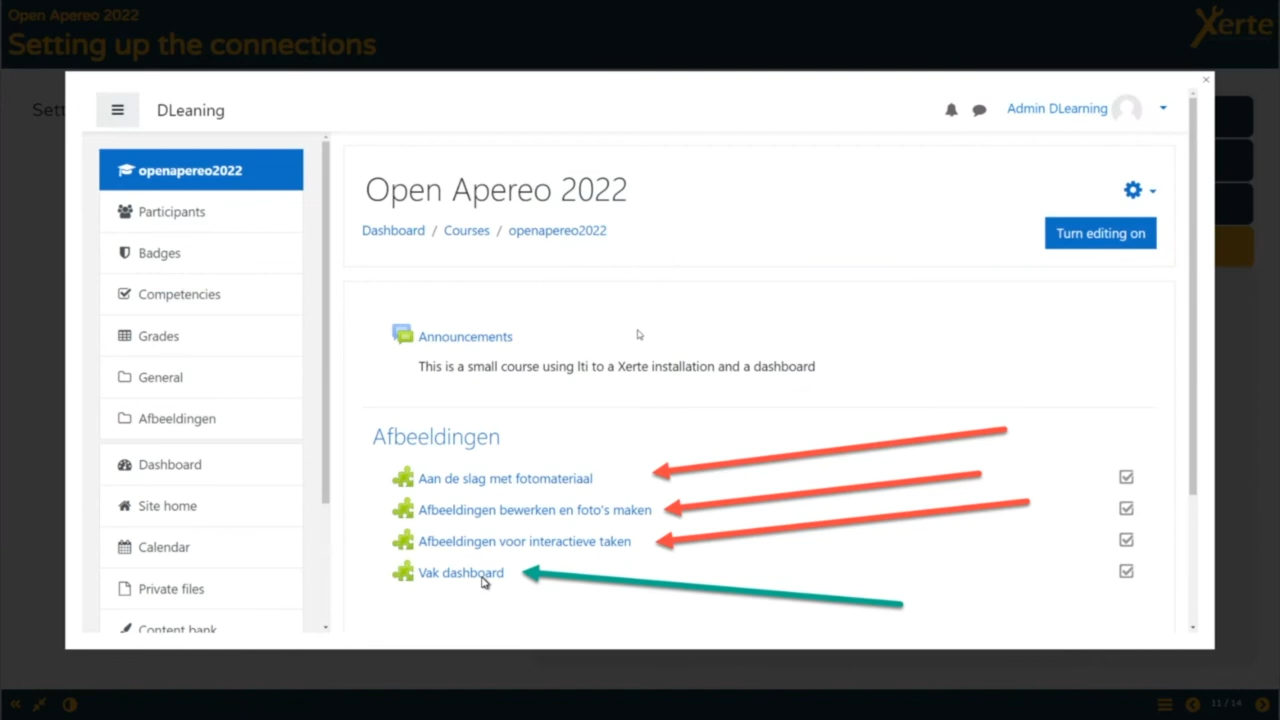 Open Apereo 2022
Setting up the connections
Xerte
Sett
×
DLeaning
Admin DLearning
openapereo2022
Participants
Badges
Competencies
Grades
General
Afbeeldingen
Dashboard
Site home
Calendar
Private files
Content bank
Open Apereo 2022
Dashboard / Courses / openapereo2022
Turn editing on
Announcements
This is a small course using lti to a Xerte installation and a dashboard
Afbeeldingen
Aan de slag met fotomateriaal
Afbeeldingen bewerken en foto's maken
Afbeeldingen voor interactieve taken
Vak dashboard
11 / 14